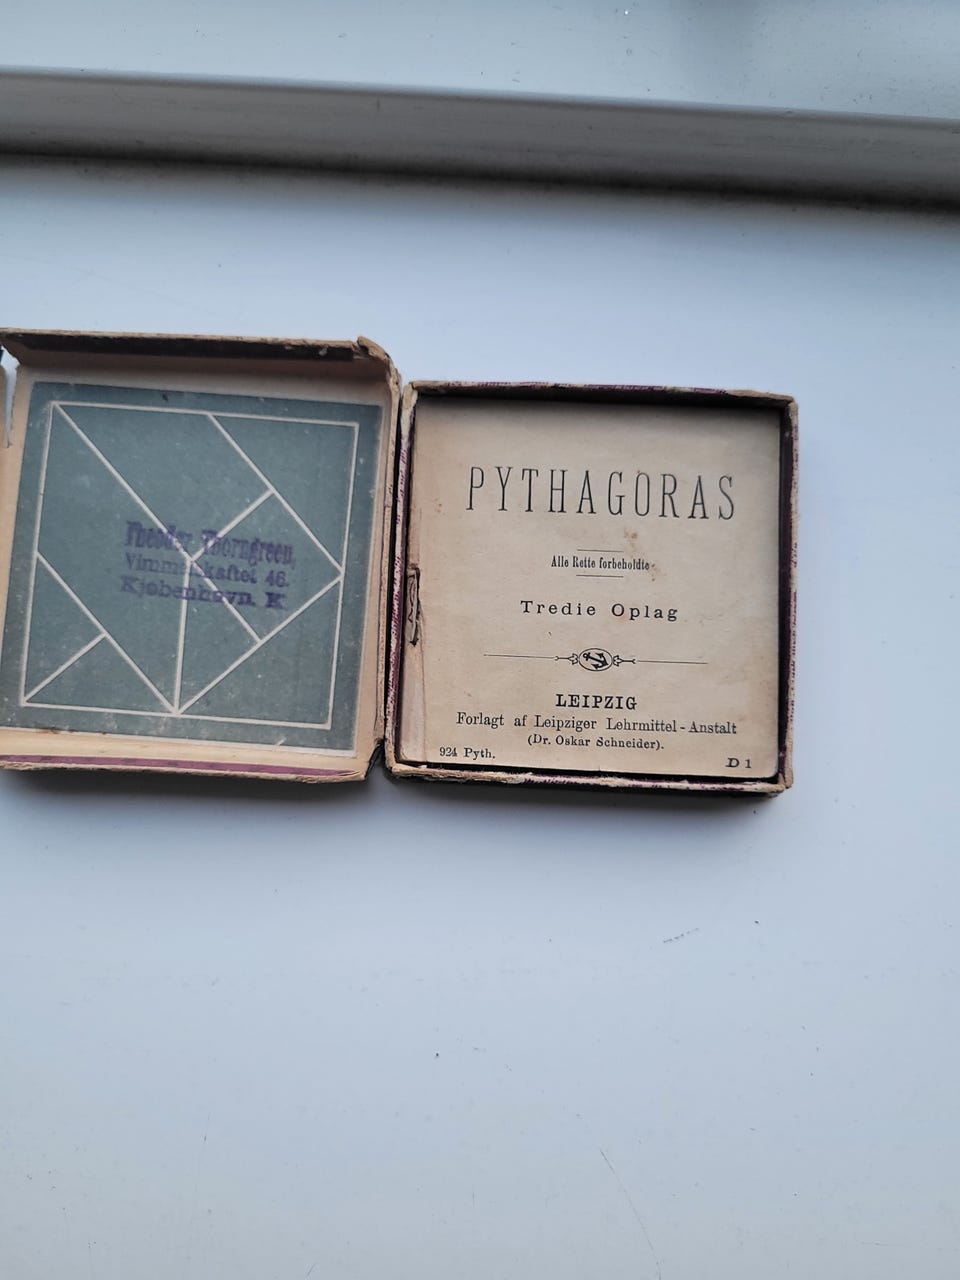 Theodor Thorngreen,
Vimmelskaftet 46.
Kjøbenhavn. K.
PYTHAGORAS
Alle Rette forbeholdte
Tredie Oplag
LEIPZIG
Forlagt af Leipziger Lehrmittel-Anstalt
(Dr. Oskar Schneider).
924 Pyth.
D 1